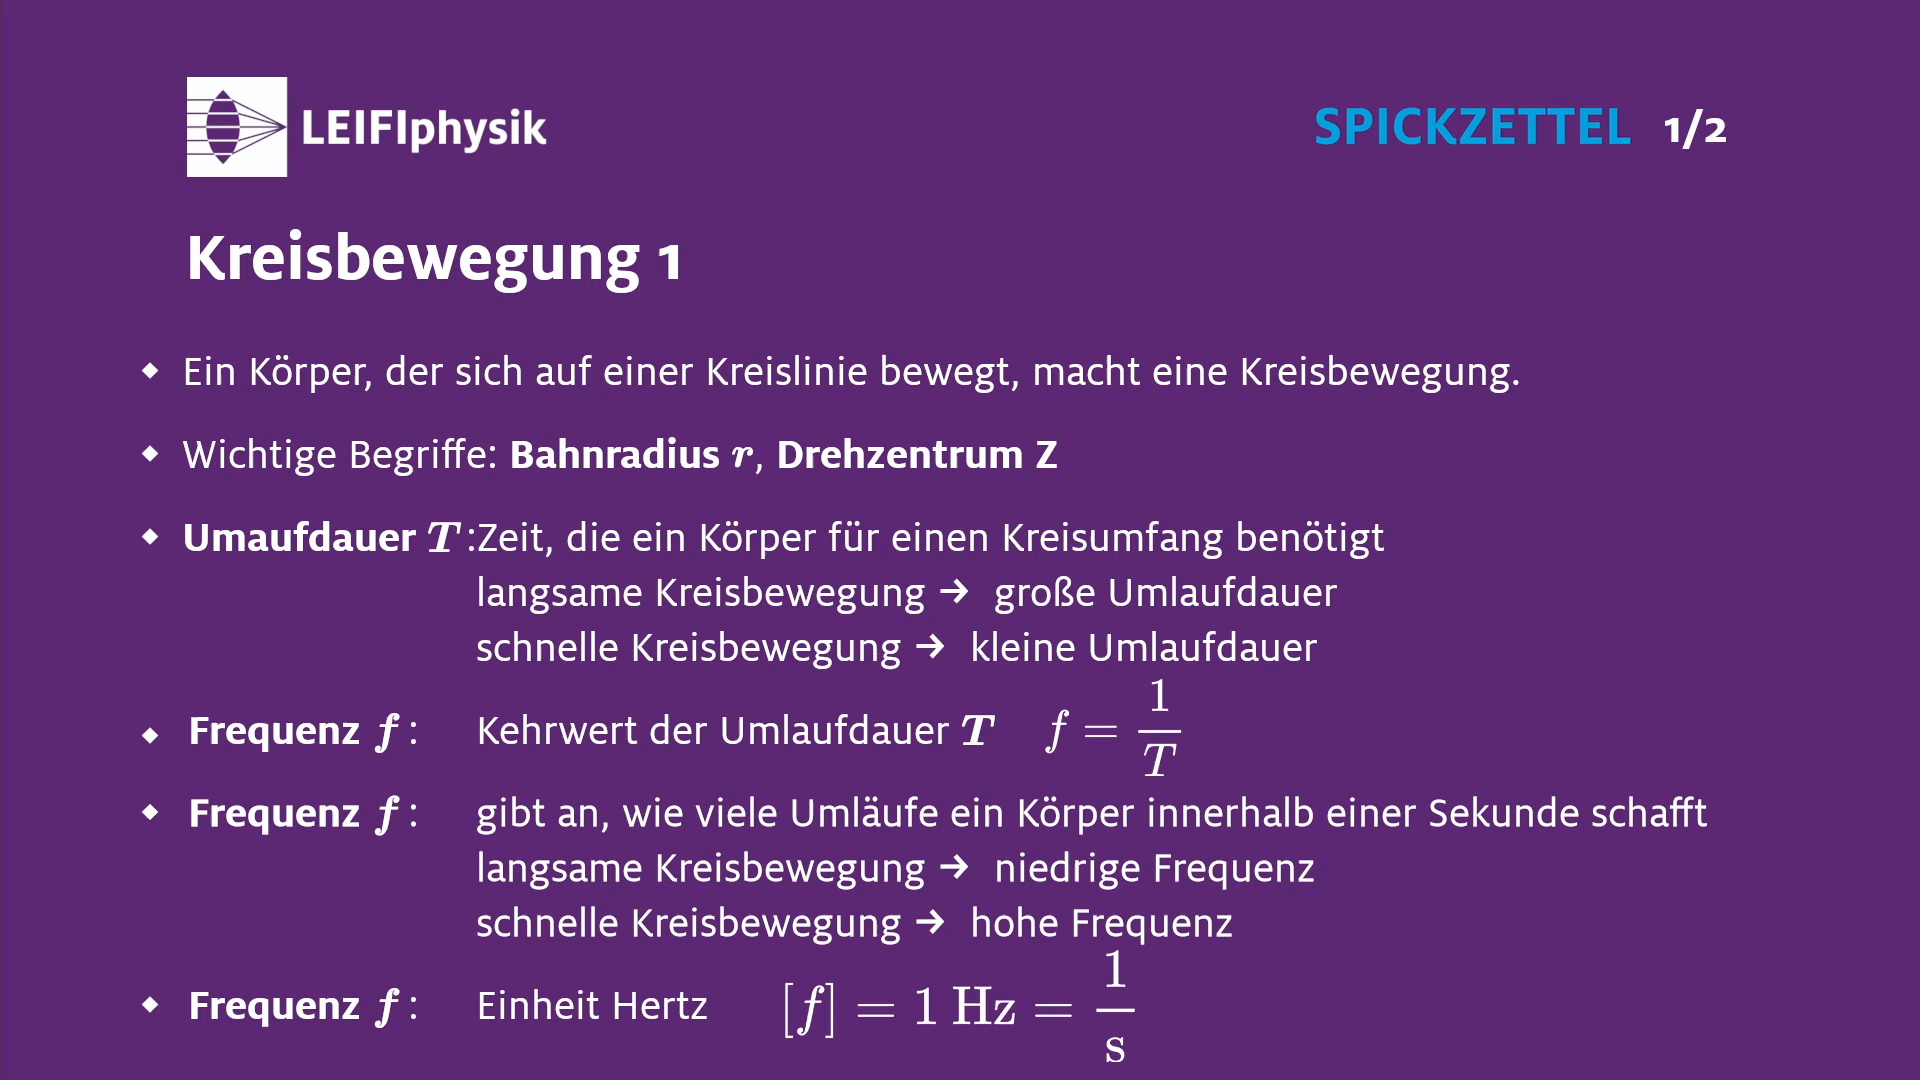 LEIFIphysik
SPICKZETTEL 1/2
Kreisbewegung 1
◆ Ein Körper, der sich auf einer Kreislinie bewegt, macht eine Kreisbewegung.
◆ Wichtige Begriffe: Bahnradius r, Drehzentrum Z
◆ Umaufdauer T: Zeit, die ein Körper für einen Kreisumfang benötigt
langsame Kreisbewegung → große Umlaufdauer
schnelle Kreisbewegung → kleine Umlaufdauer
◆ Frequenz f: Kehrwert der Umlaufdauer T f = 1/T
◆ Frequenz f: gibt an, wie viele Umläufe ein Körper innerhalb einer Sekunde schafft
langsame Kreisbewegung → niedrige Frequenz
schnelle Kreisbewegung → hohe Frequenz
◆ Frequenz f: Einheit Hertz [f] = 1 Hz = 1/s